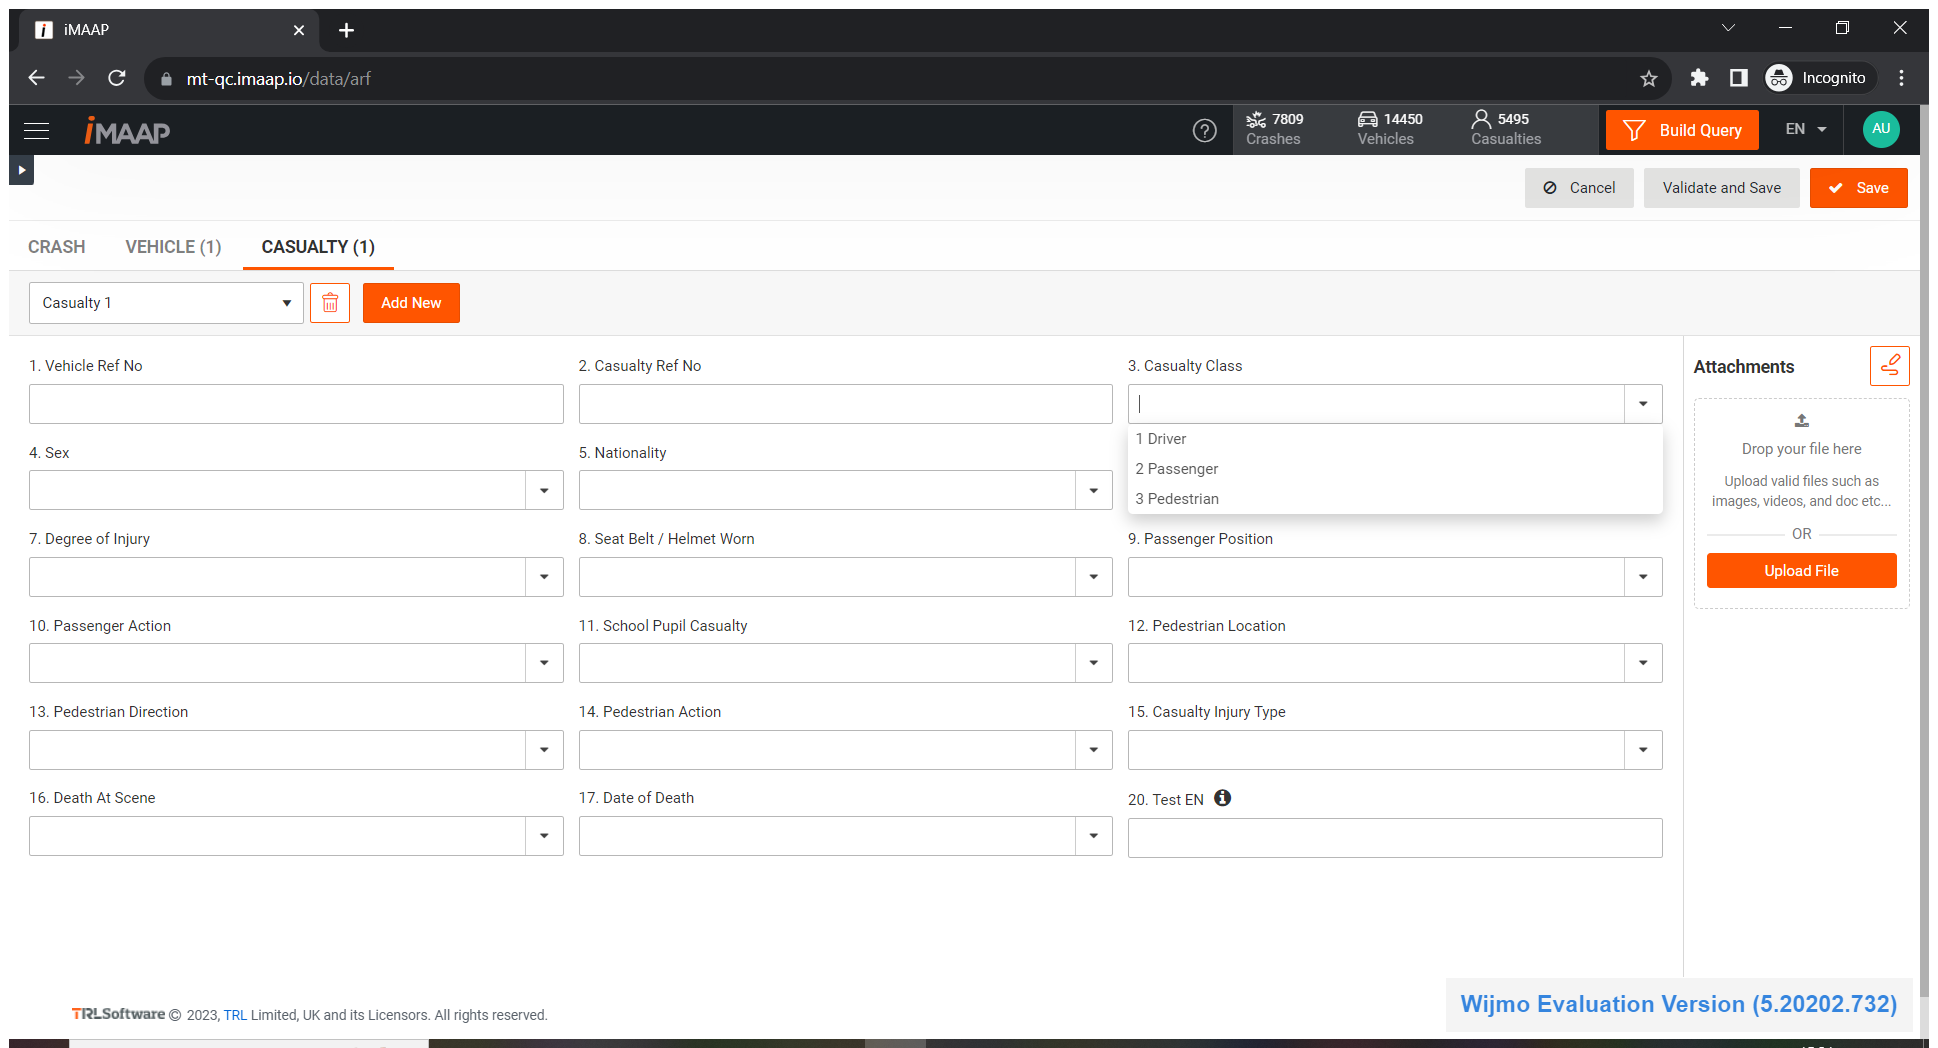 iMAAP
mt-qc.imaap.io/data/arf
Incognito
iMAAP
7809
Crashes
14450
Vehicles
5495
Casualties
Build Query
EN
AU
Cancel
Validate and Save
Save
CRASH
VEHICLE (1)
CASUALTY (1)
Casualty 1
Add New
1. Vehicle Ref No
2. Casualty Ref No
3. Casualty Class
1 Driver
2 Passenger
3 Pedestrian
4. Sex
5. Nationality
7. Degree of Injury
8. Seat Belt / Helmet Worn
9. Passenger Position
10. Passenger Action
11. School Pupil Casualty
12. Pedestrian Location
13. Pedestrian Direction
14. Pedestrian Action
15. Casualty Injury Type
16. Death At Scene
17. Date of Death
20. Test EN
Attachments
Drop your file here
Upload valid files such as
images, videos, and doc etc...
OR
Upload File
TRLSoftware © 2023, TRL Limited, UK and its Licensors. All rights reserved.
Wijmo Evaluation Version (5.20202.732)